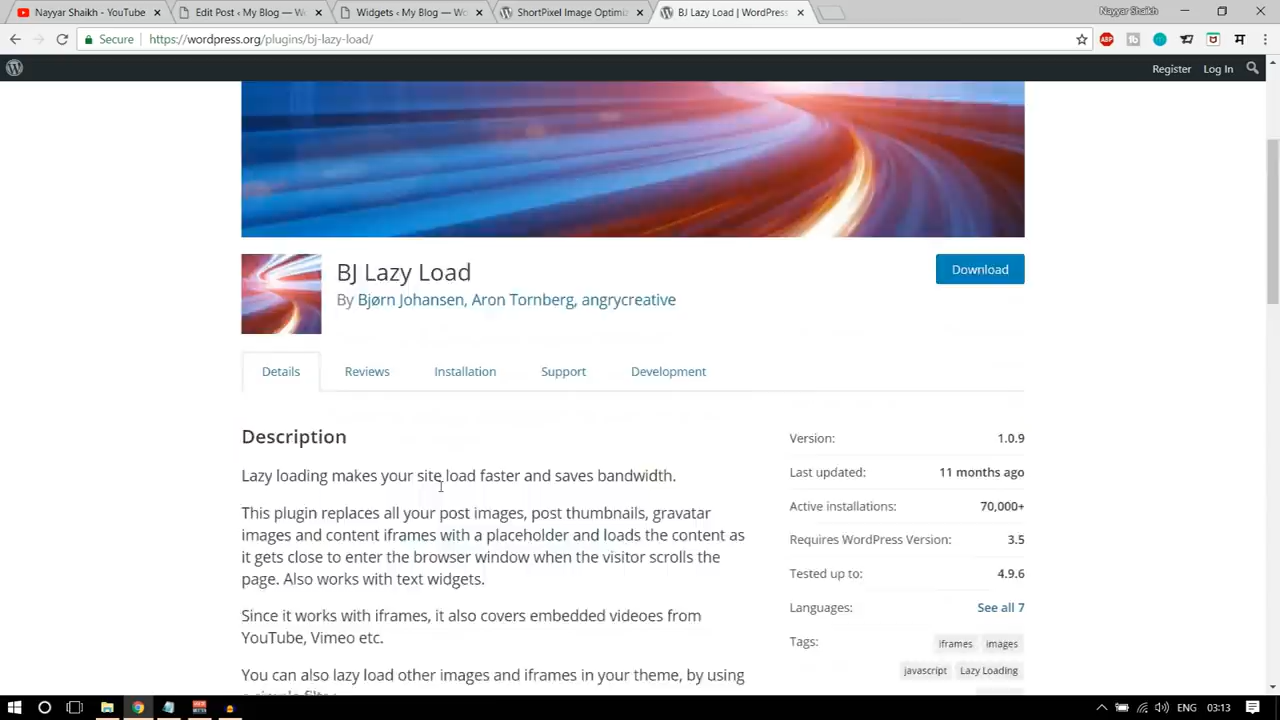 Nayyar Shaikh - YouTube
Edit Post ‹ My Blog — Wo
Widgets ‹ My Blog — Wo
ShortPixel Image Optimiz
BJ Lazy Load | WordPress
Nayyar Shaikh
Secure https://wordpress.org/plugins/bj-lazy-load/
ABP
Register Log In
BJ Lazy Load
Download
By Bjørn Johansen, Aron Tornberg, angrycreative
Details Reviews Installation Support Development
Description
Lazy loading makes your site load faster and saves bandwidth.
This plugin replaces all your post images, post thumbnails, gravatar
images and content iframes with a placeholder and loads the content as
it gets close to enter the browser window when the visitor scrolls the
page. Also works with text widgets.
Since it works with iframes, it also covers embedded videoes from
YouTube, Vimeo etc.
You can also lazy load other images and iframes in your theme, by using
Version: 1.0.9
Last updated: 11 months ago
Active installations: 70,000+
Requires WordPress Version: 3.5
Tested up to: 4.9.6
Languages: See all 7
Tags: iframes images
javascript Lazy Loading
ENG 03:13